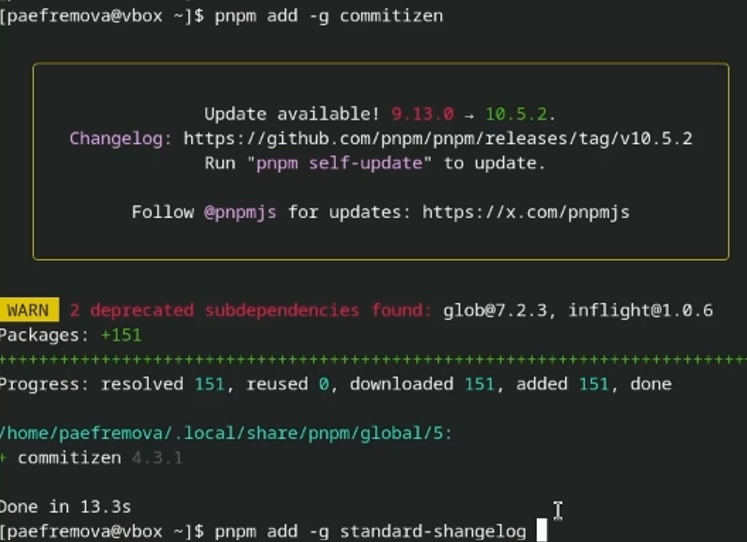 [paefremova@vbox ~]$ pnpm add -g commitizen
Update available! 9.13.0 → 10.5.2.
Changelog: https://github.com/pnpm/pnpm/releases/tag/v10.5.2
Run "pnpm self-update" to update.
Follow @pnpmjs for updates: https://x.com/pnpmjs
WARN 2 deprecated subdependencies found: glob@7.2.3, inflight@1.0.6
Packages: +151
++++++++++++++++++++++++++++++++++++++++++++++++++++++++++++++++++++++++++
Progress: resolved 151, reused 0, downloaded 151, added 151, done
/home/paefremova/.local/share/pnpm/global/5:
+ commitizen 4.3.1
Done in 13.3s
[paefremova@vbox ~]$ pnpm add -g standard-shangelog